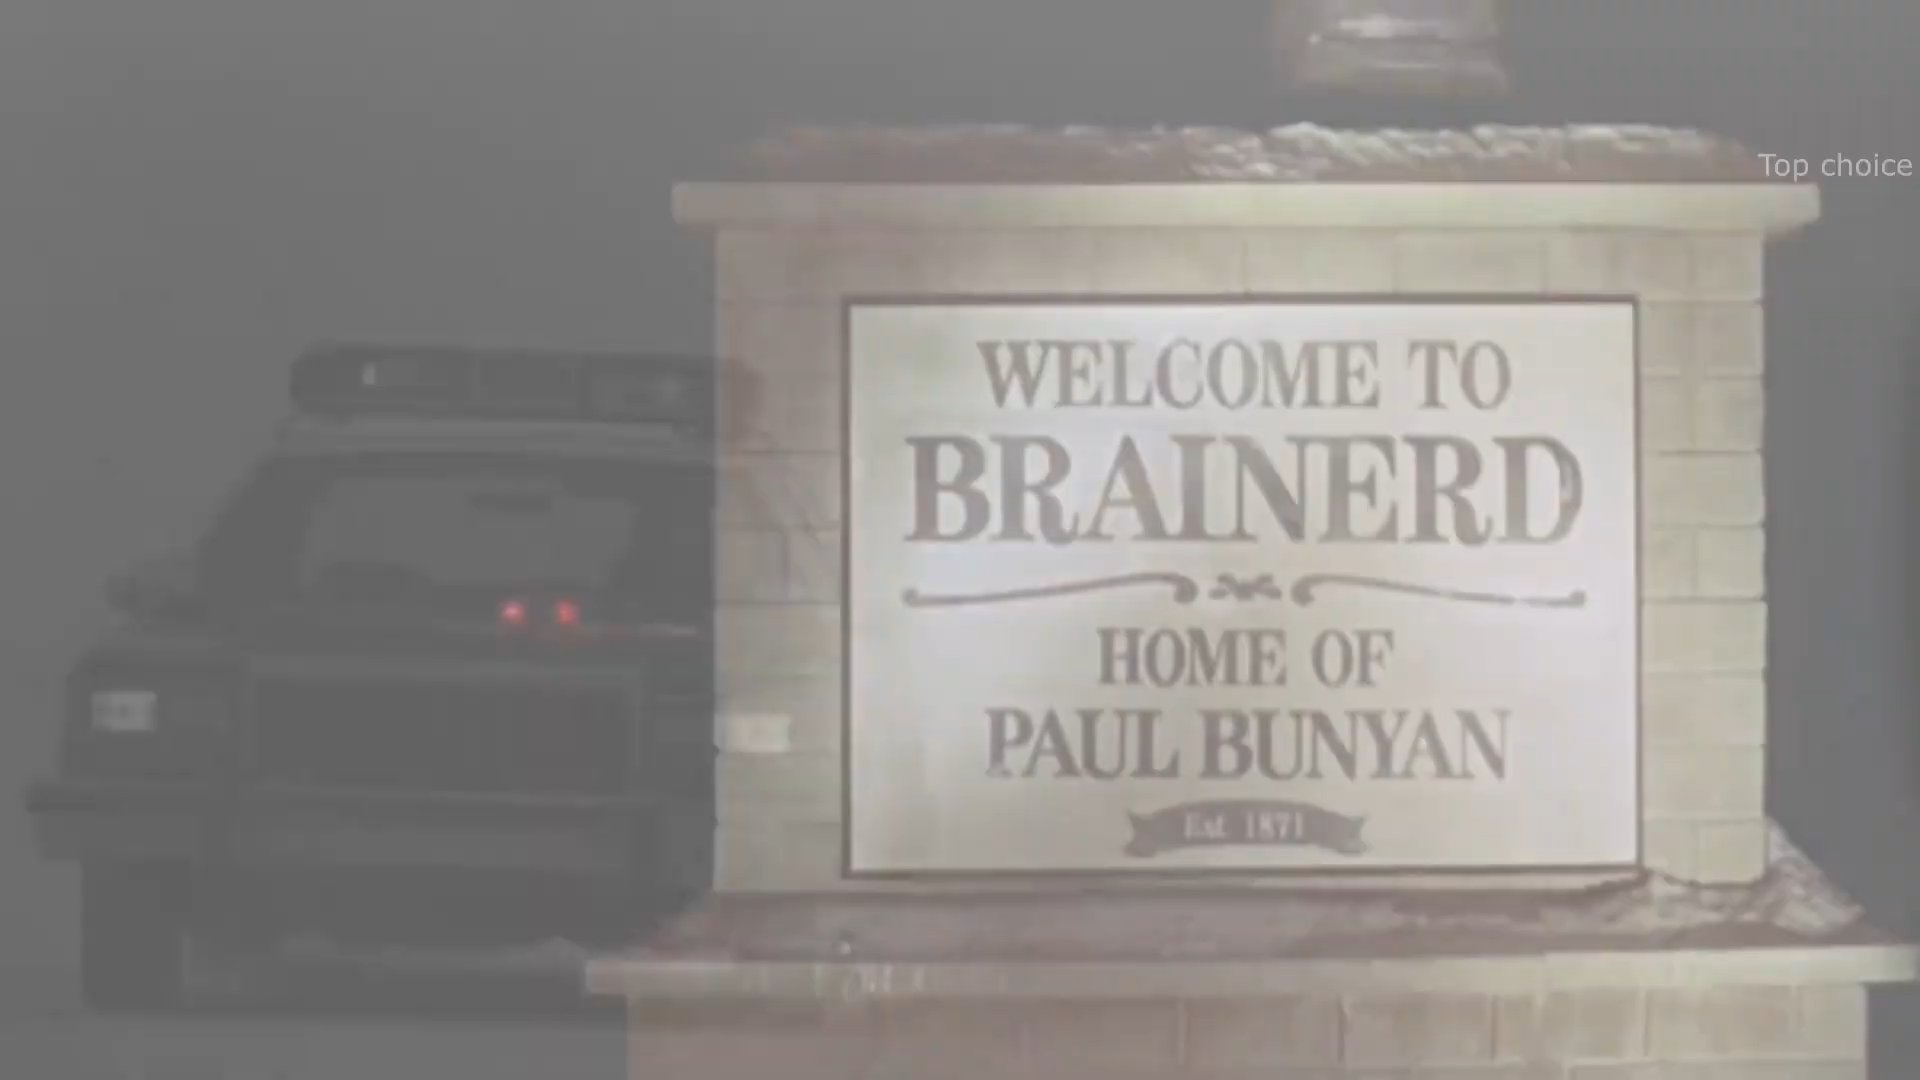 Top choice
WELCOME TO
BRAINERD
HOME OF
PAUL BUNYAN
Est. 1871